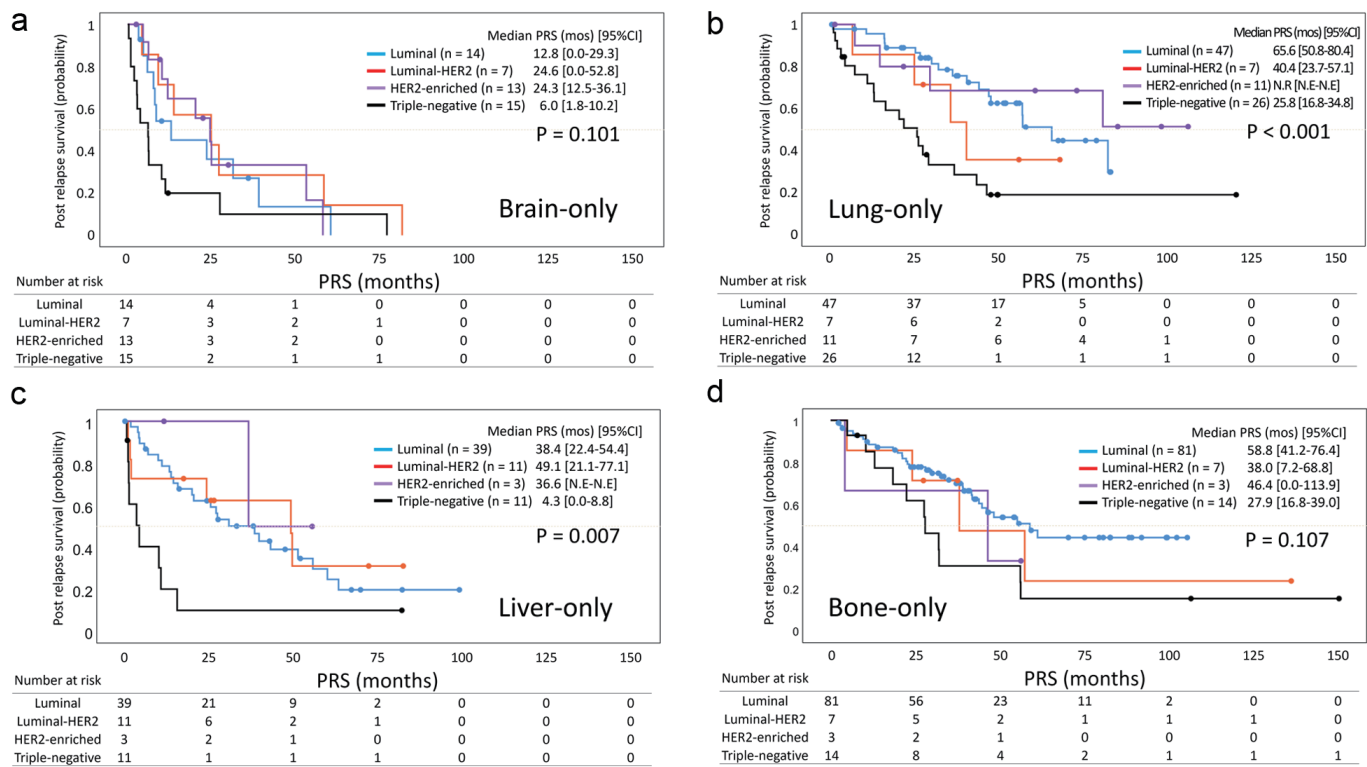 a
Post relapse survival (probability)
1
0.8
0.6
0.4
0.2
0
Median PRS (mos) [95%CI]
Luminal (n = 14) 12.8 [0.0-29.3]
Luminal-HER2 (n = 7) 24.6 [0.0-52.8]
HER2-enriched (n = 13) 24.3 [12.5-36.1]
Triple-negative (n = 15) 6.0 [1.8-10.2]
P = 0.101
Brain-only
0 25 50 75 100 125 150
Number at risk PRS (months)
Luminal 14 4 1 0 0 0 0
Luminal-HER2 7 3 2 1 0 0 0
HER2-enriched 13 3 2 0 0 0 0
Triple-negative 15 2 1 1 0 0 0
b
Post relapse survival (probability)
1
0.8
0.6
0.4
0.2
0
Median PRS (mos) [95%CI]
Luminal (n = 47) 65.6 [50.8-80.4]
Luminal-HER2 (n = 7) 40.4 [23.7-57.1]
HER2-enriched (n = 11) N.R [N.E-N.E]
Triple-negative (n = 26) 25.8 [16.8-34.8]
P < 0.001
Lung-only
0 25 50 75 100 125 150
Number at risk PRS (months)
Luminal 47 37 17 5 0 0 0
Luminal-HER2 7 6 2 0 0 0 0
HER2-enriched 11 7 6 4 1 0 0
Triple-negative 26 12 1 1 1 0 0
c
Post relapse survival (probability)
1
0.8
0.6
0.4
0.2
0
Median PRS (mos) [95%CI]
Luminal (n = 39) 38.4 [22.4-54.4]
Luminal-HER2 (n = 11) 49.1 [21.1-77.1]
HER2-enriched (n = 3) 36.6 [N.E-N.E]
Triple-negative (n = 11) 4.3 [0.0-8.8]
P = 0.007
Liver-only
0 25 50 75 100 125 150
Number at risk PRS (months)
Luminal 39 21 9 2 0 0 0
Luminal-HER2 11 6 2 1 0 0 0
HER2-enriched 3 2 1 0 0 0 0
Triple-negative 11 1 1 1 0 0 0
d
Post relapse survival (probability)
1
0.8
0.6
0.4
0.2
0
Median PRS (mos) [95%CI]
Luminal (n = 81) 58.8 [41.2-76.4]
Luminal-HER2 (n = 7) 38.0 [7.2-68.8]
HER2-enriched (n = 3) 46.4 [0.0-113.9]
Triple-negative (n = 14) 27.9 [16.8-39.0]
P = 0.107
Bone-only
0 25 50 75 100 125 150
Number at risk PRS (months)
Luminal 81 56 23 11 2 0 0
Luminal-HER2 7 5 2 1 1 1 0
HER2-enriched 3 2 1 0 0 0 0
Triple-negative 14 8 4 2 1 1 1